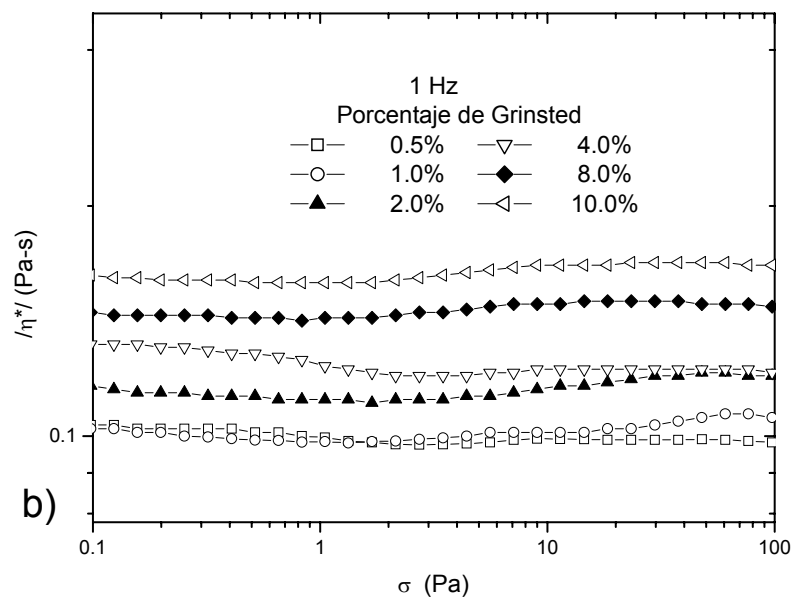 1 Hz
Porcentaje de Grinsted
0.5% 4.0%
1.0% 8.0%
2.0% 10.0%
/η*/ (Pa-s)
0.1
b)
0.1 1 10 100
σ (Pa)